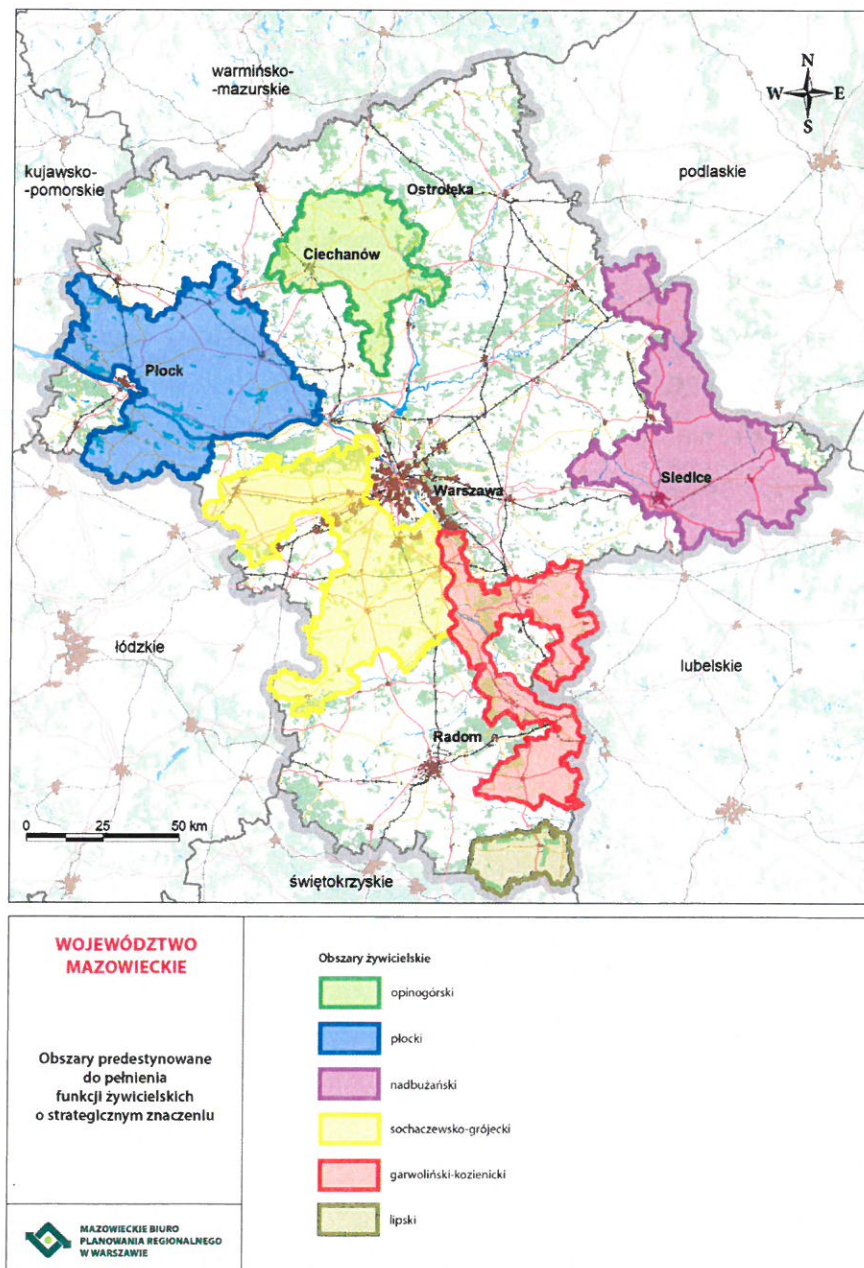 warmińsko-
-mazurskie
N
W
E
S
kujawsko-
-pomorskie
podlaskie
Ostrołęka
Ciechanów
Płock
Siedlce
Warszawa
łódzkie
lubelskie
Radom
0 25 50 km
świętokrzyskie
WOJEWÓDZTWO
MAZOWIECKIE
Obszary predestynowane
do pełnienia
funkcji żywicielskich
o strategicznym znaczeniu
MAZOWIECKIE BIURO
PLANOWANIA REGIONALNEGO
W WARSZAWIE
Obszary żywicielskie
opinogórski
płocki
nadbużański
sochaczewsko-grójecki
garwoliński-kozienicki
lipski